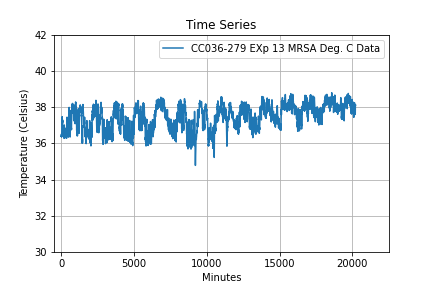 Time Series
CC036-279 EXp 13 MRSA Deg. C Data
42
40
38
36
34
32
30
Temperature (Celsius)
0 5000 10000 15000 20000
Minutes